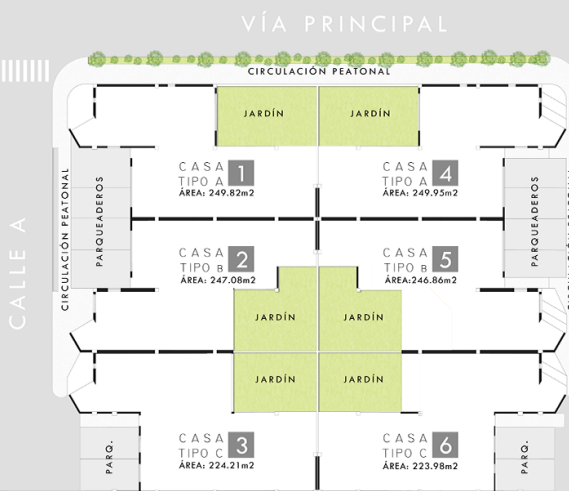 VÍA PRINCIPAL
CIRCULACIÓN PEATONAL
JARDÍN
JARDÍN
CASA
TIPO A 1
ÁREA: 249.82m2
CASA
TIPO A 4
ÁREA: 249.95m2
PARQUEADEROS
PARQUEADEROS
CIRCULACIÓN PEATONAL
CALLE A
CASA
TIPO B 2
ÁREA: 247.08m2
CASA
TIPO B 5
ÁREA:246.86m2
JARDÍN
JARDÍN
JARDÍN
JARDÍN
CASA
TIPO C 3
ÁREA: 224.21m2
CASA
TIPO C 6
ÁREA: 223.98m2
PARQ.
PARQ.